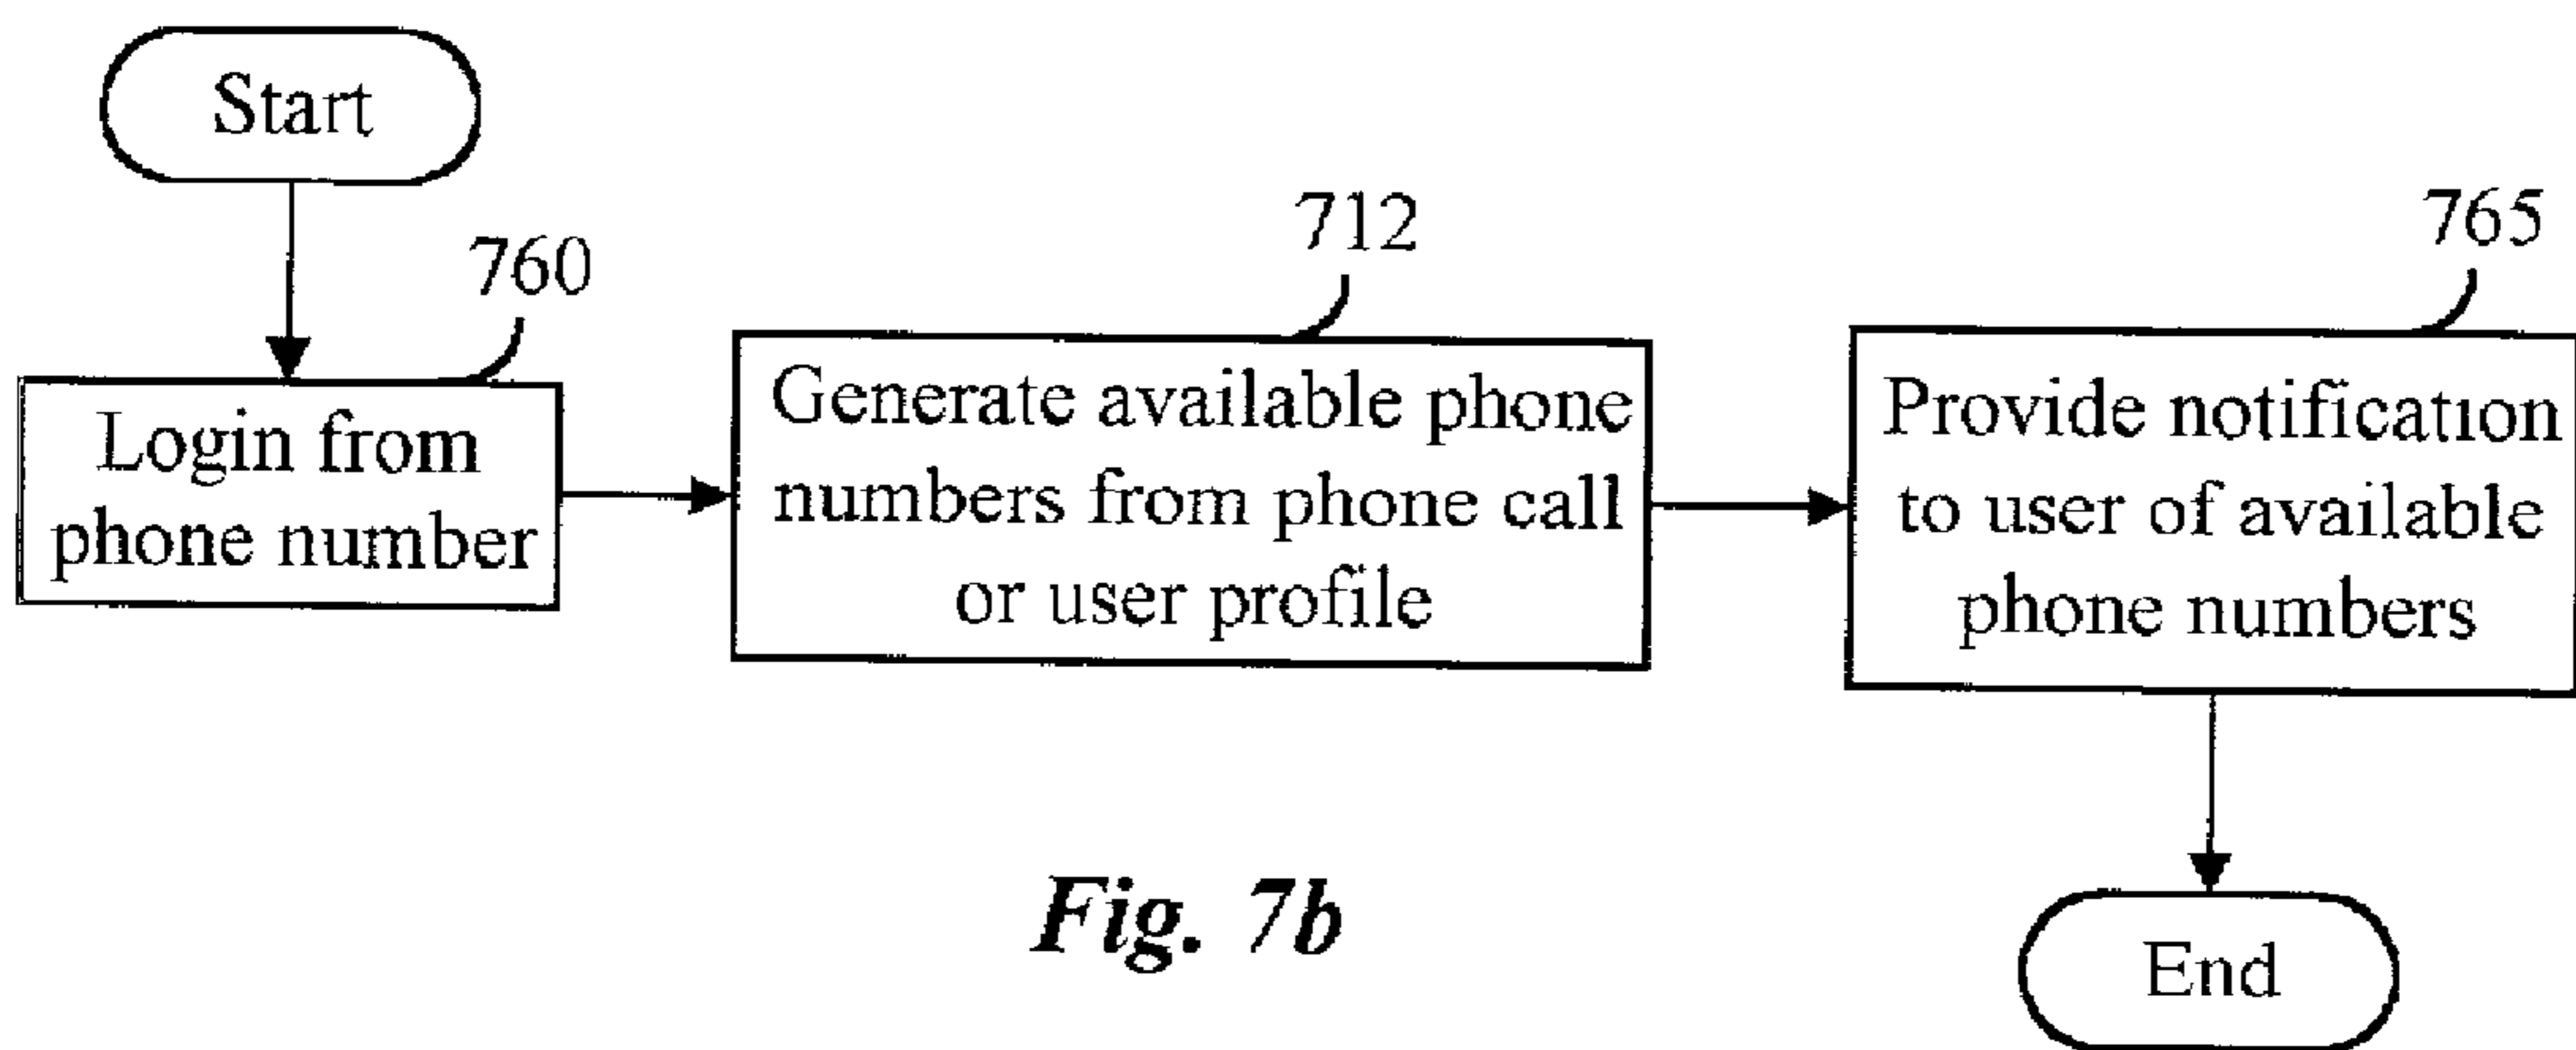 Start
760
Login from
phone number
712
Generate available phone
numbers from phone call
or user profile
765
Provide notification
to user of available
phone numbers
End
Fig. 7b